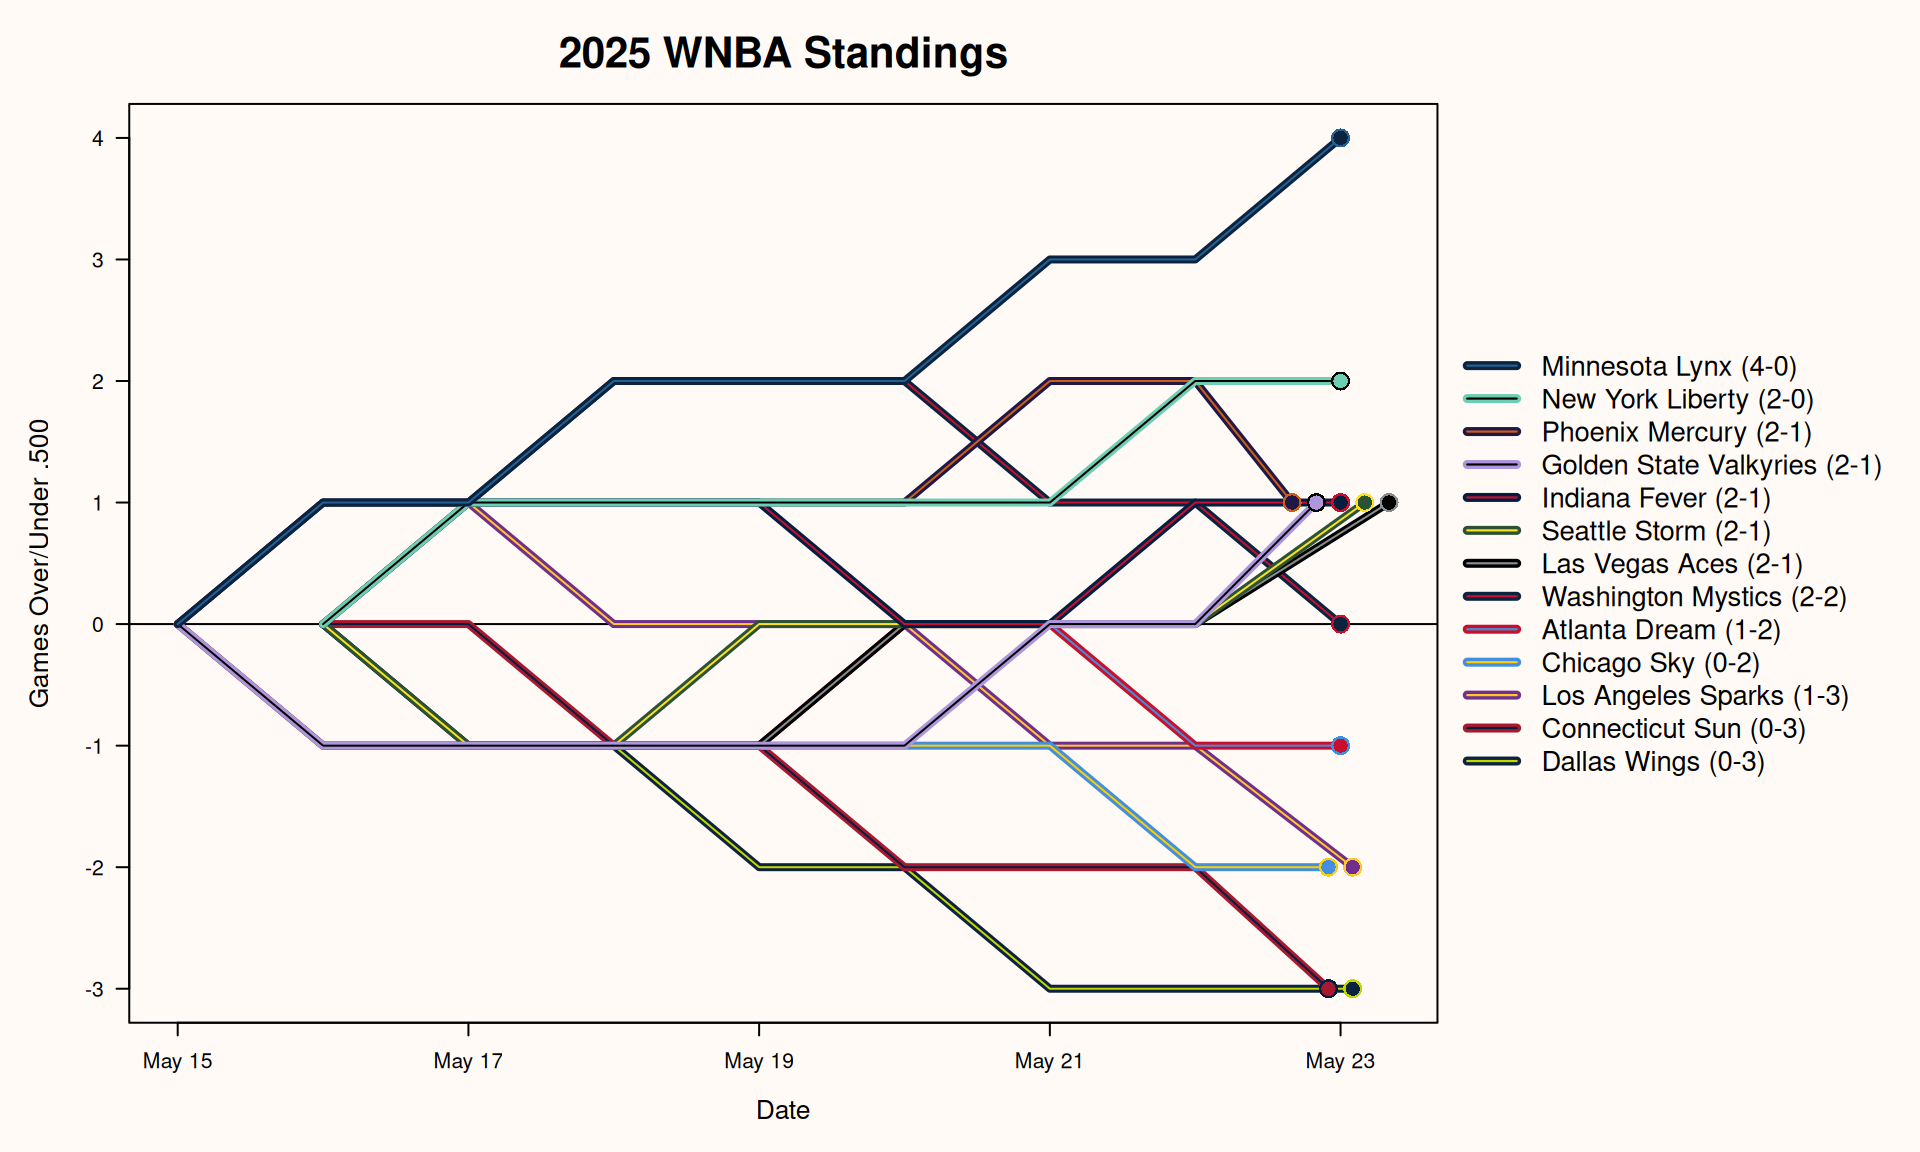 2025 WNBA Standings
Games Over/Under .500
4
3
2
1
0
-1
-2
-3
May 15
May 17
May 19
May 21
May 23
Date
Minnesota Lynx (4-0)
New York Liberty (2-0)
Phoenix Mercury (2-1)
Golden State Valkyries (2-1)
Indiana Fever (2-1)
Seattle Storm (2-1)
Las Vegas Aces (2-1)
Washington Mystics (2-2)
Atlanta Dream (1-2)
Chicago Sky (0-2)
Los Angeles Sparks (1-3)
Connecticut Sun (0-3)
Dallas Wings (0-3)